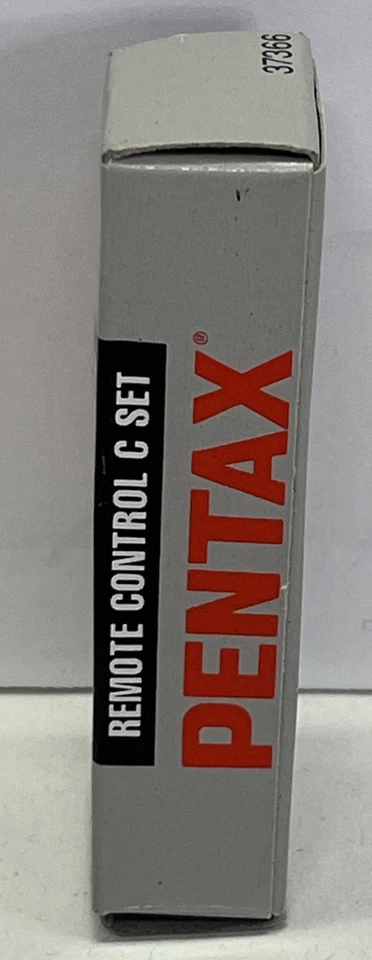 37366
REMOTE CONTROL C SET
PENTAX®